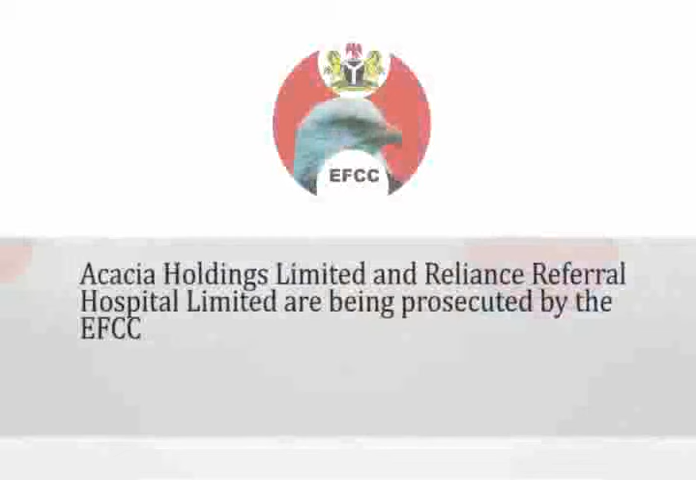 EFCC
Acacia Holdings Limited and Reliance Referral
Hospital Limited are being prosecuted by the
EFCC